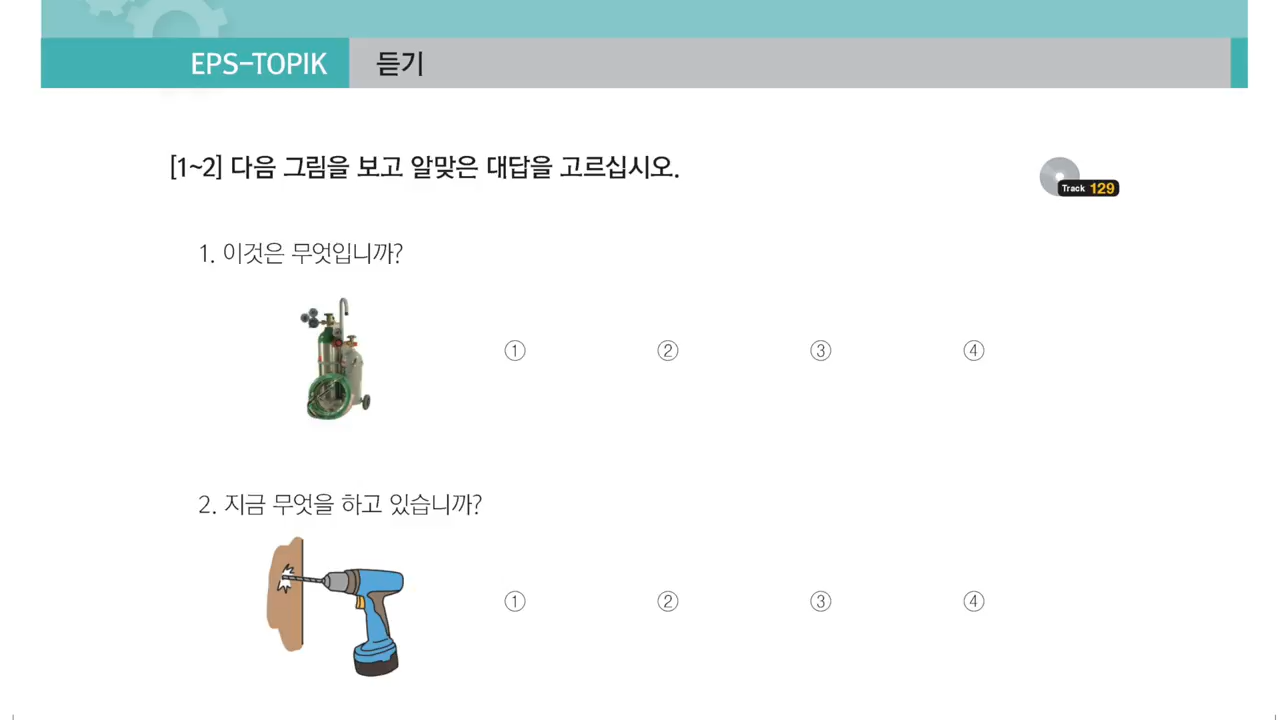 EPS-TOPIK 듣기
[1~2] 다음 그림을 보고 알맞은 대답을 고르십시오.
Track 129
1. 이것은 무엇입니까?
① ② ③ ④
2. 지금 무엇을 하고 있습니까?
① ② ③ ④